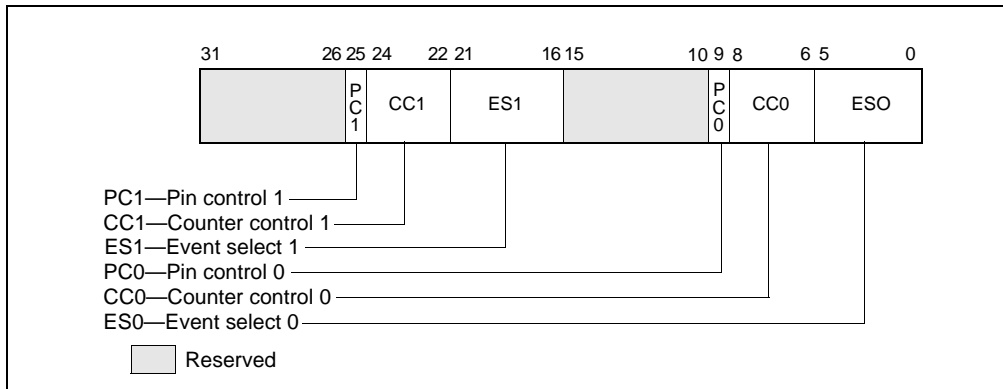 31 26 25 24 22 21 16 15 10 9 8 6 5 0
PC1 CC1 ES1 PC0 CC0 ESO
PC1—Pin control 1
CC1—Counter control 1
ES1—Event select 1
PC0—Pin control 0
CC0—Counter control 0
ES0—Event select 0
Reserved